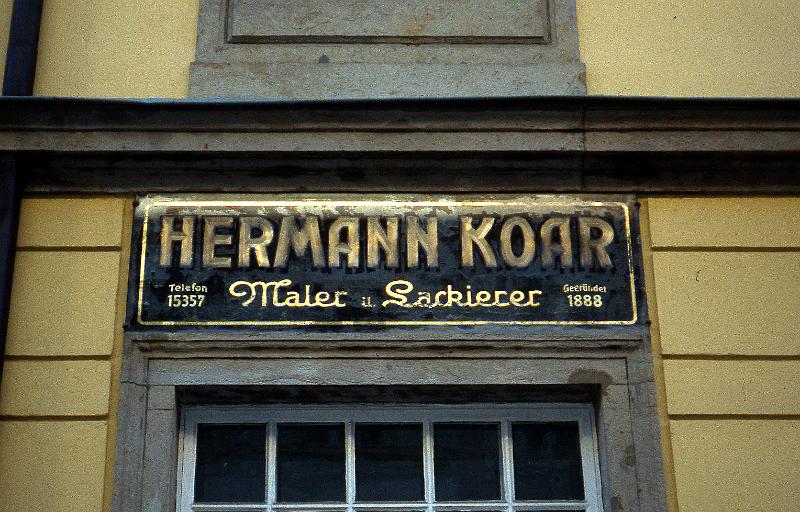 HERMANN KOAR
Telefon
15357
Maler u. Lackierer
Gegründet
1888